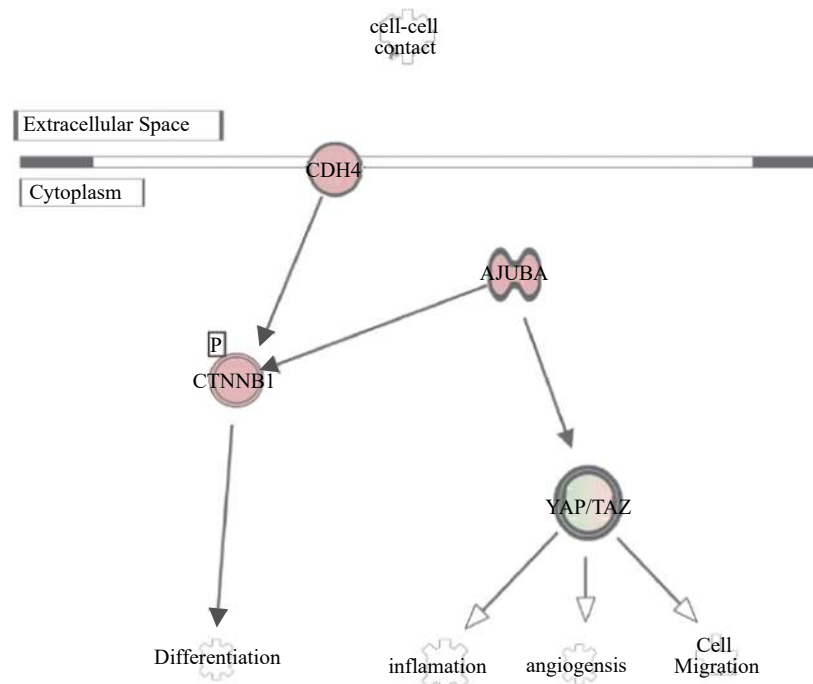 cell-cell
contact
Extracellular Space
CDH4
Cytoplasm
AJUBA
P
CTNNB1
YAP/TAZ
Differentiation
inflamation
angiogensis
Cell
Migration